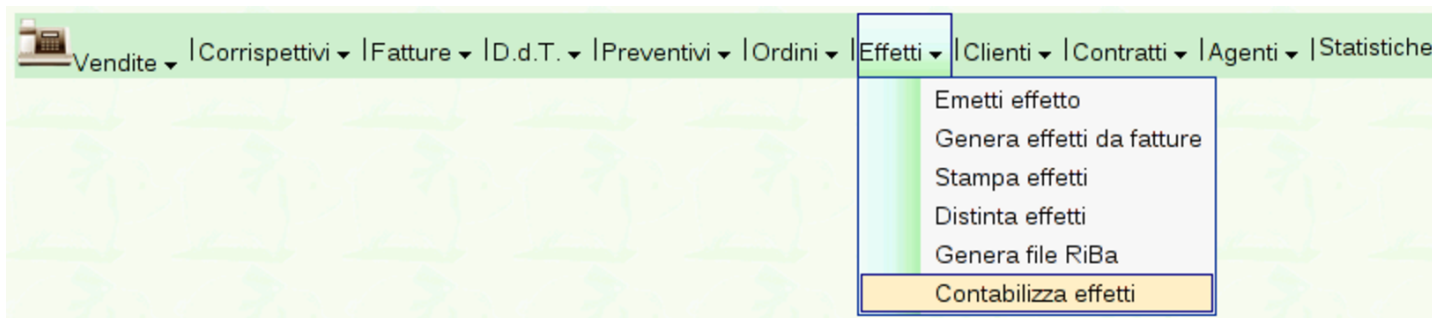 Vendite | Corrispettivi | Fatture | D.d.T. | Preventivi | Ordini | Effetti | Clienti | Contratti | Agenti | Statistiche
Emetti effetto
Genera effetti da fatture
Stampa effetti
Distinta effetti
Genera file RiBa
Contabilizza effetti